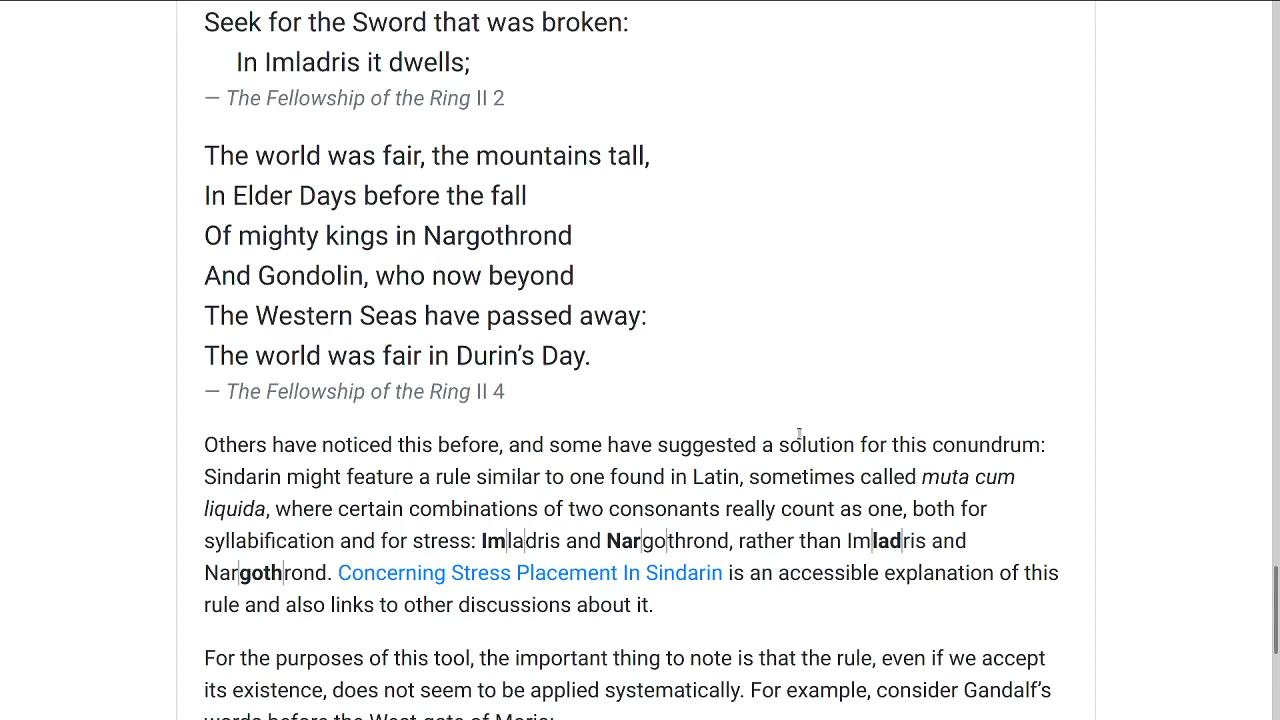 Seek for the Sword that was broken:
In Imladris it dwells;
— The Fellowship of the Ring II 2
The world was fair, the mountains tall,
In Elder Days before the fall
Of mighty kings in Nargothrond
And Gondolin, who now beyond
The Western Seas have passed away:
The world was fair in Durin’s Day.
— The Fellowship of the Ring II 4
Others have noticed this before, and some have suggested a solution for this conundrum:
Sindarin might feature a rule similar to one found in Latin, sometimes called muta cum
liquida, where certain combinations of two consonants really count as one, both for
syllabification and for stress: Im|la|dris and Nar|go|throND, rather than Im|lad|ris and
Nar|goth|rond. Concerning Stress Placement In Sindarin is an accessible explanation of this
rule and also links to other discussions about it.
For the purposes of this tool, the important thing to note is that the rule, even if we accept
its existence, does not seem to be applied systematically. For example, consider Gandalf’s
words before the West-gate of Moria: